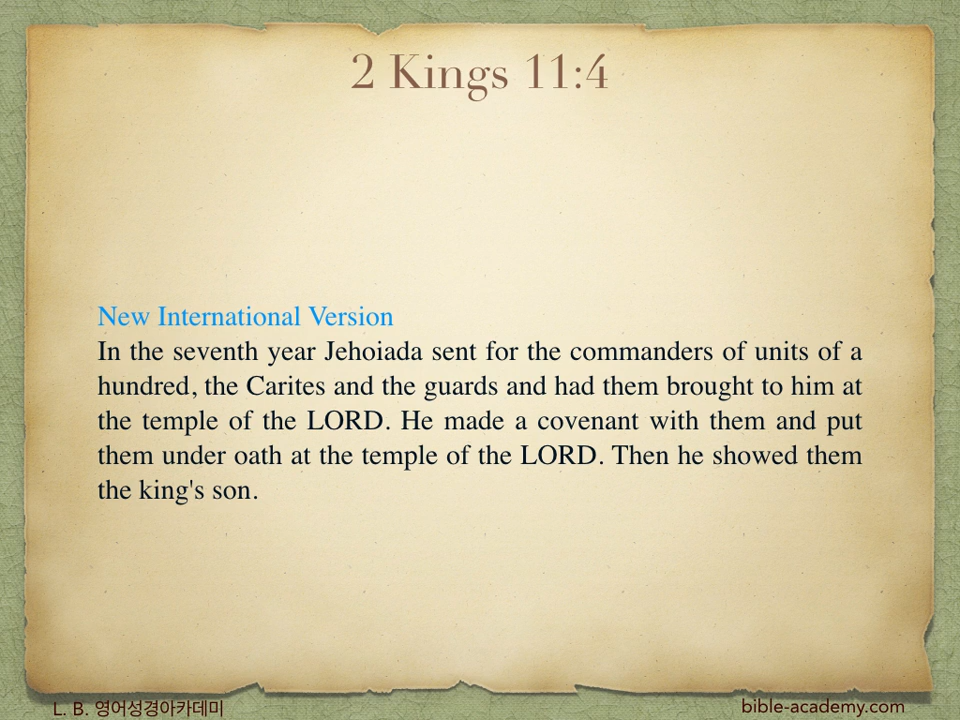 2 Kings 11:4
New International Version
In the seventh year Jehoiada sent for the commanders of units of a
hundred, the Carites and the guards and had them brought to him at
the temple of the LORD. He made a covenant with them and put
them under oath at the temple of the LORD. Then he showed them
the king's son.
L. B. 영어성경아카데미
bible-academy.com